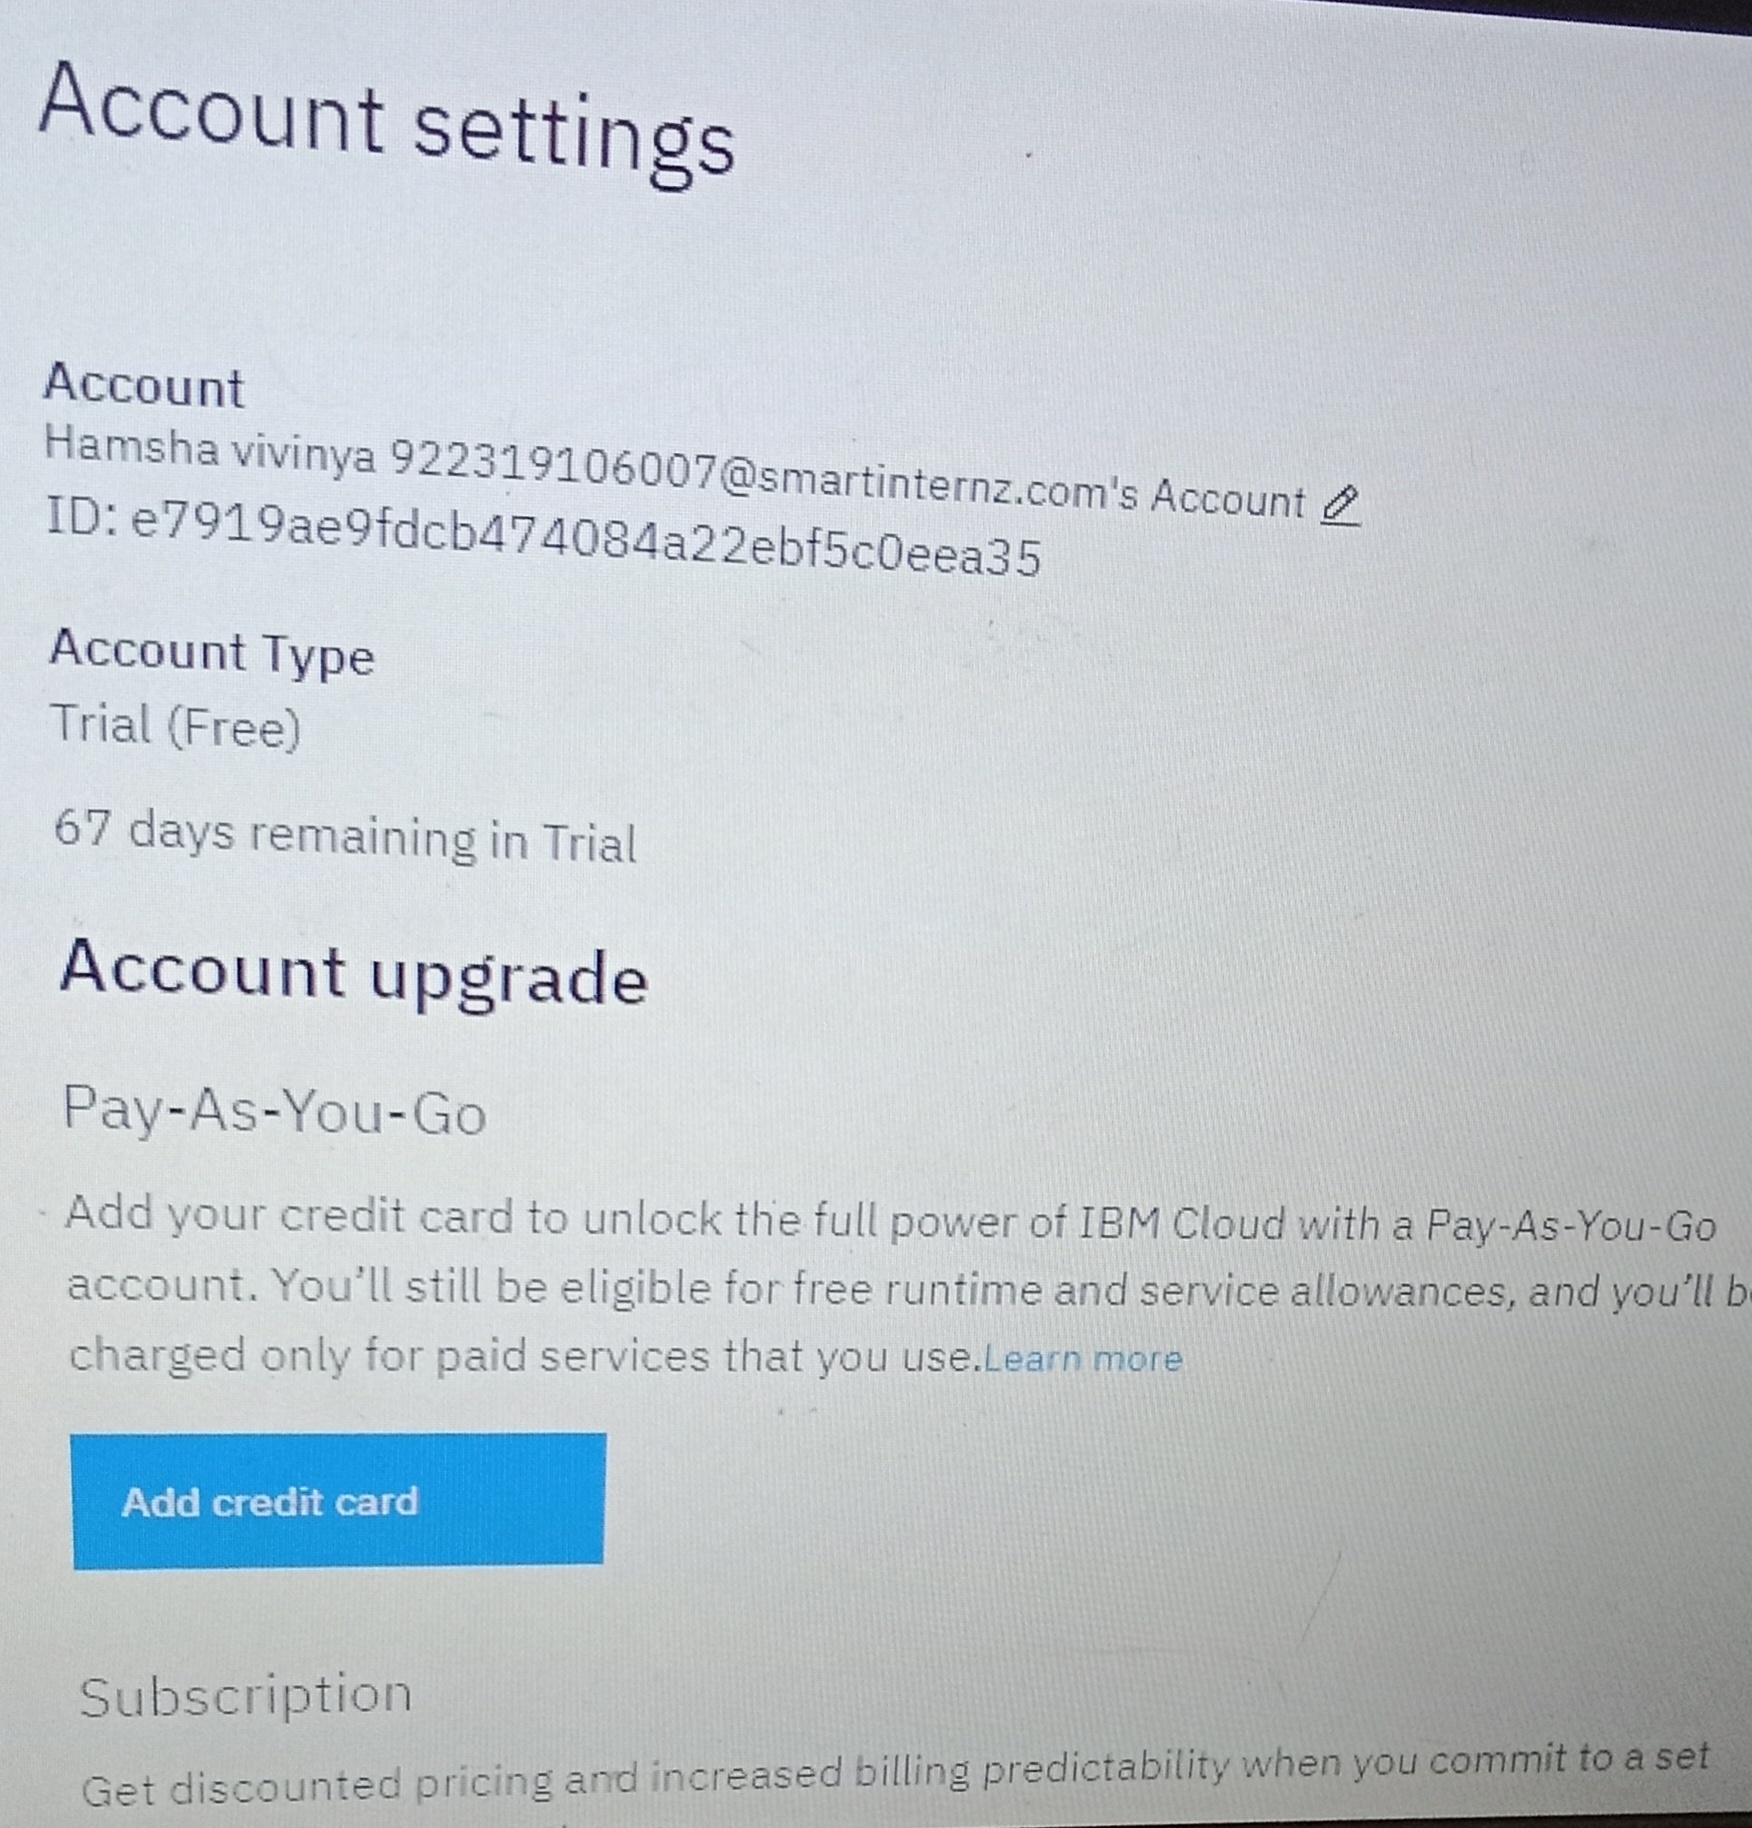 Account settings
Account
Hamsha vivinya 922319106007@smartinternz.com's Account
ID: e7919ae9fdcb474084a22ebf5c0eea35
Account Type
Trial (Free)
67 days remaining in Trial
Account upgrade
Pay-As-You-Go
Add your credit card to unlock the full power of IBM Cloud with a Pay-As-You-Go
account. You'll still be eligible for free runtime and service allowances, and you'll
charged only for paid services that you use.Learn more
Add credit card
Subscription
Get discounted pricing and increased billing predictability when you commit to a set